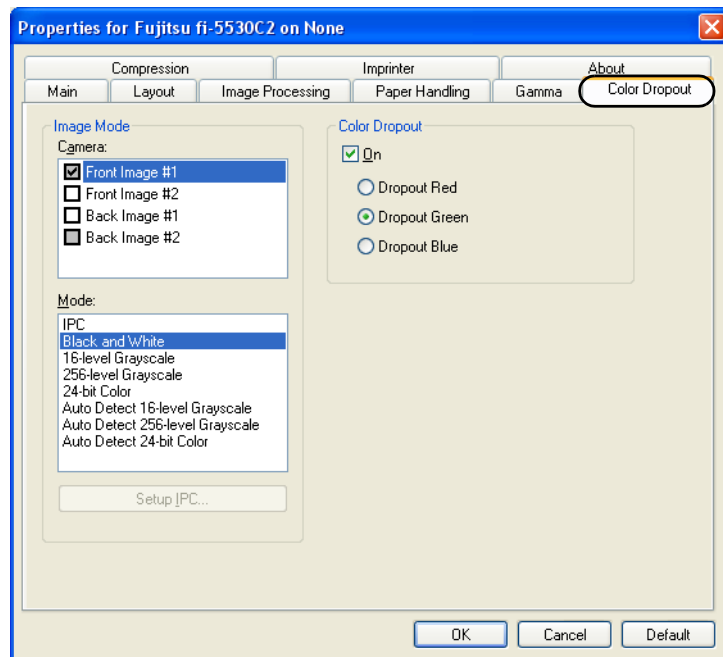 Properties for Fujitsu fi-5530C2 on None
Compression Imprinter About
Main Layout Image Processing Paper Handling Gamma Color Dropout
Image Mode
Camera:
Front Image #1
Front Image #2
Back Image #1
Back Image #2
Mode:
IPC
Black and White
16-level Grayscale
256-level Grayscale
24-bit Color
Auto Detect 16-level Grayscale
Auto Detect 256-level Grayscale
Auto Detect 24-bit Color
Setup IPC...
Color Dropout
On
Dropout Red
Dropout Green
Dropout Blue
OK Cancel Default